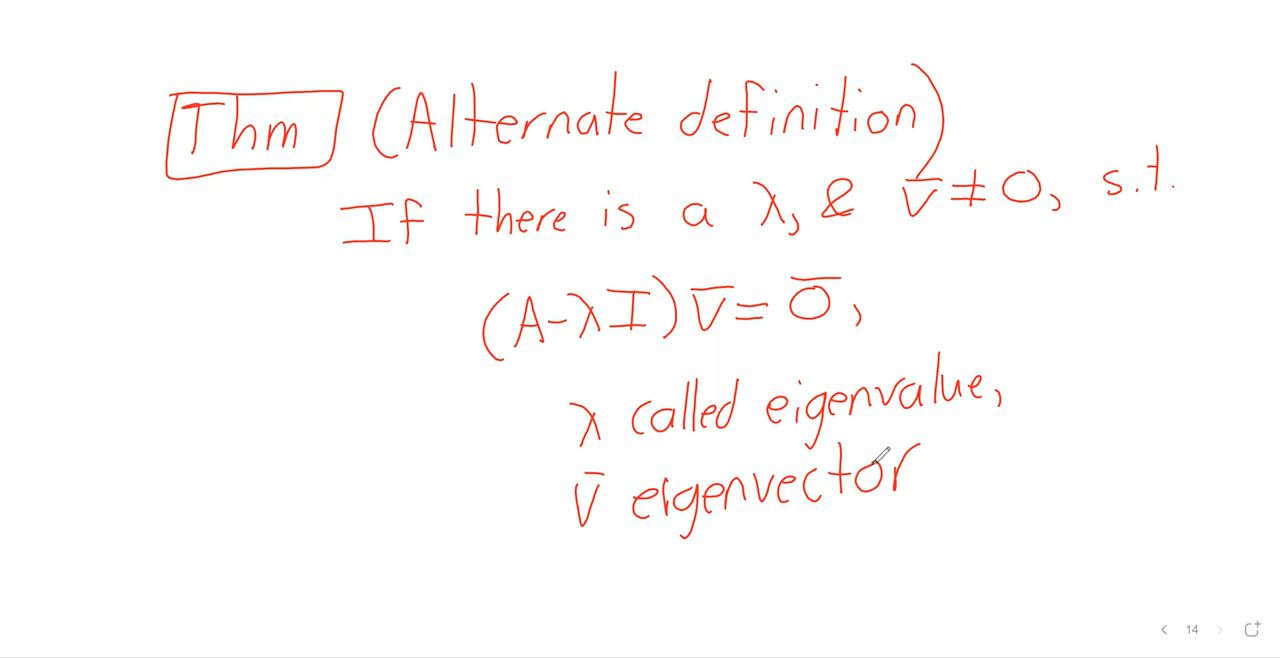 Thm (Alternate definition)
If there is a λ, & v̅ ≠ 0, s.t.
(A-λI)v̅ = 0̅,
λ called eigenvalue,
v̅ eigenvector
< 14 >